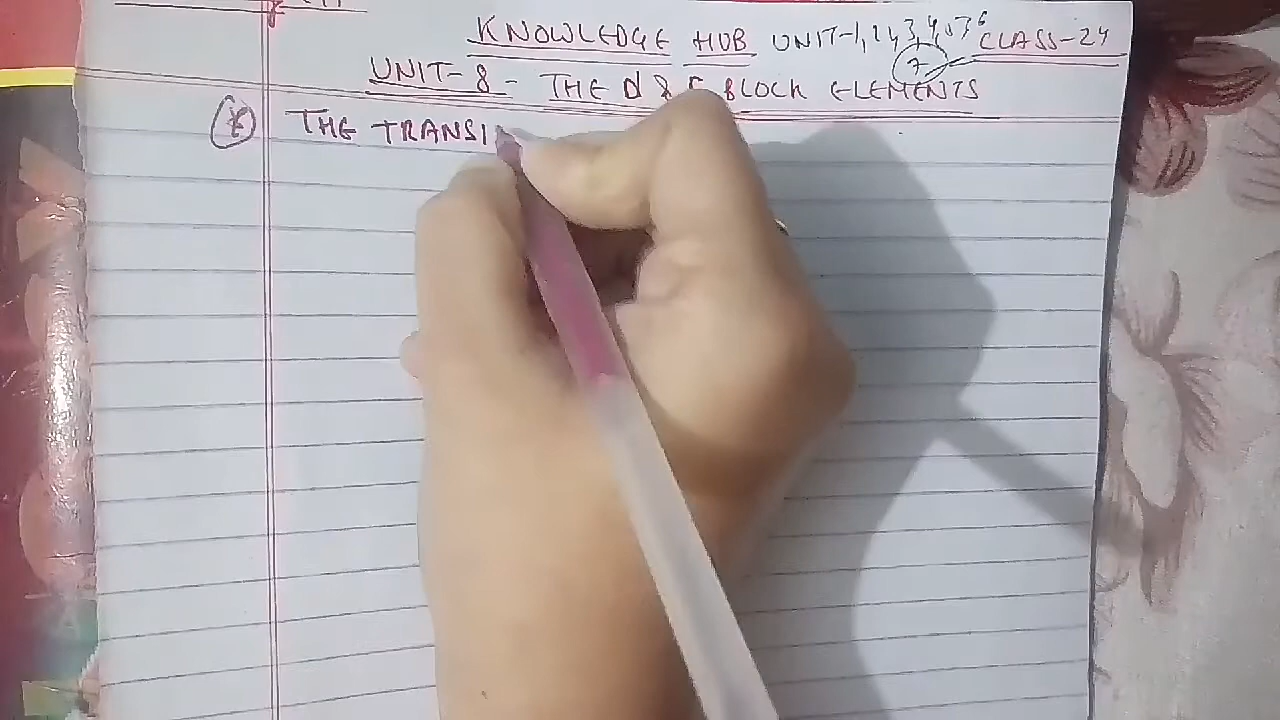 KNOWLEDGE HUB UNIT-1,2,3,4,5,6 CLASS-24
7
UNIT-8- THE d & f BLOCK ELEMENTS
* THE TRANSI